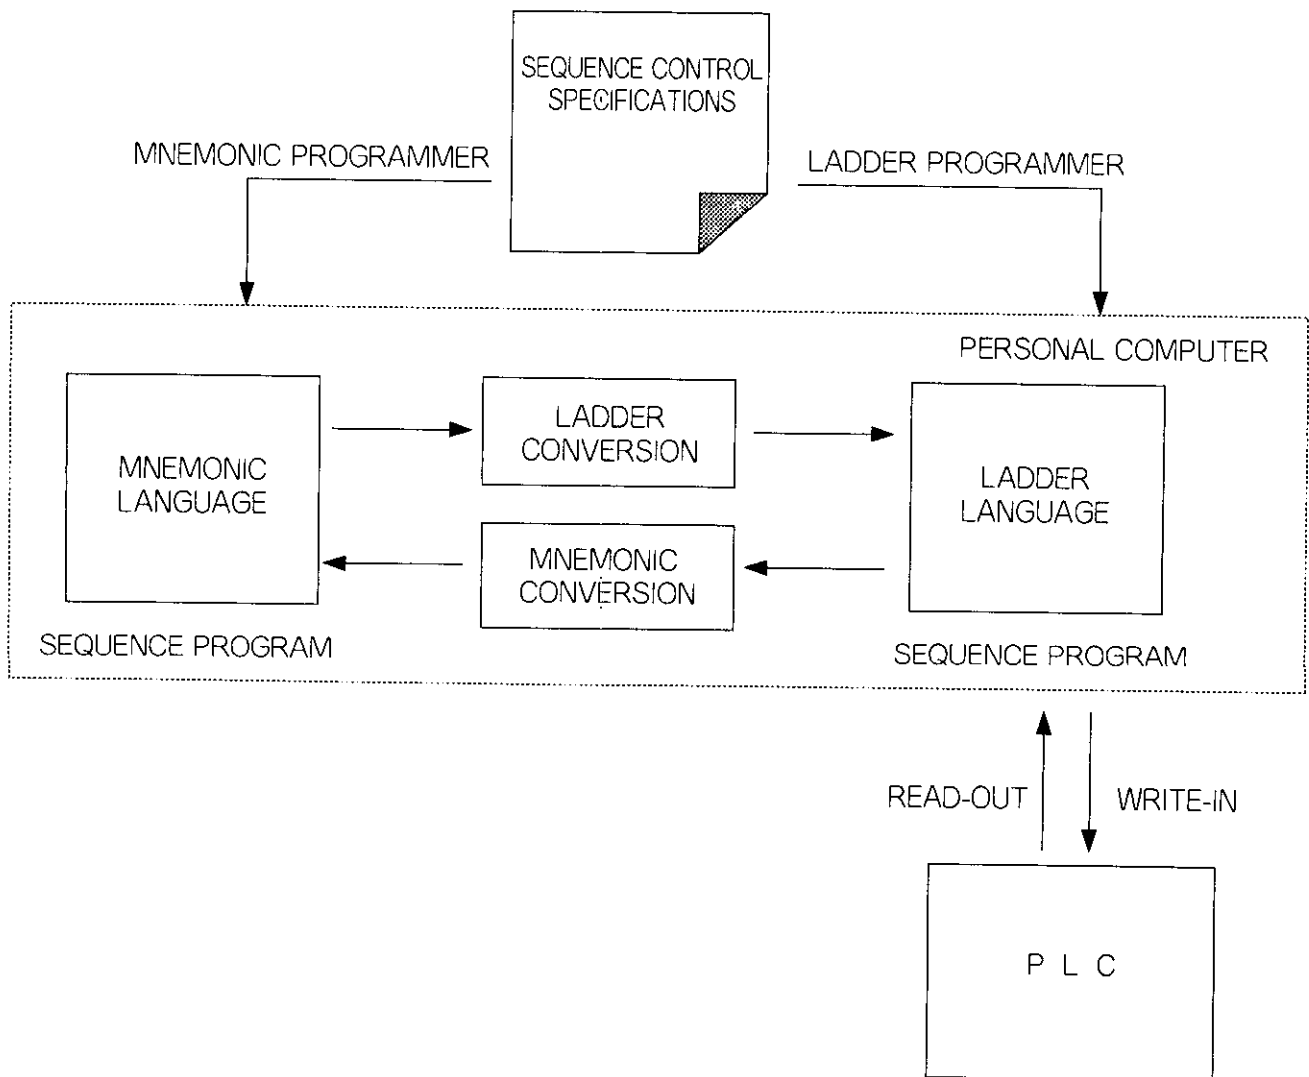 SEQUENCE CONTROL
SPECIFICATIONS
MNEMONIC PROGRAMMER
LADDER PROGRAMMER
PERSONAL COMPUTER
MNEMONIC
LANGUAGE
LADDER
CONVERSION
LADDER
LANGUAGE
MNEMONIC
CONVERSION
SEQUENCE PROGRAM
SEQUENCE PROGRAM
READ-OUT
WRITE-IN
P L C